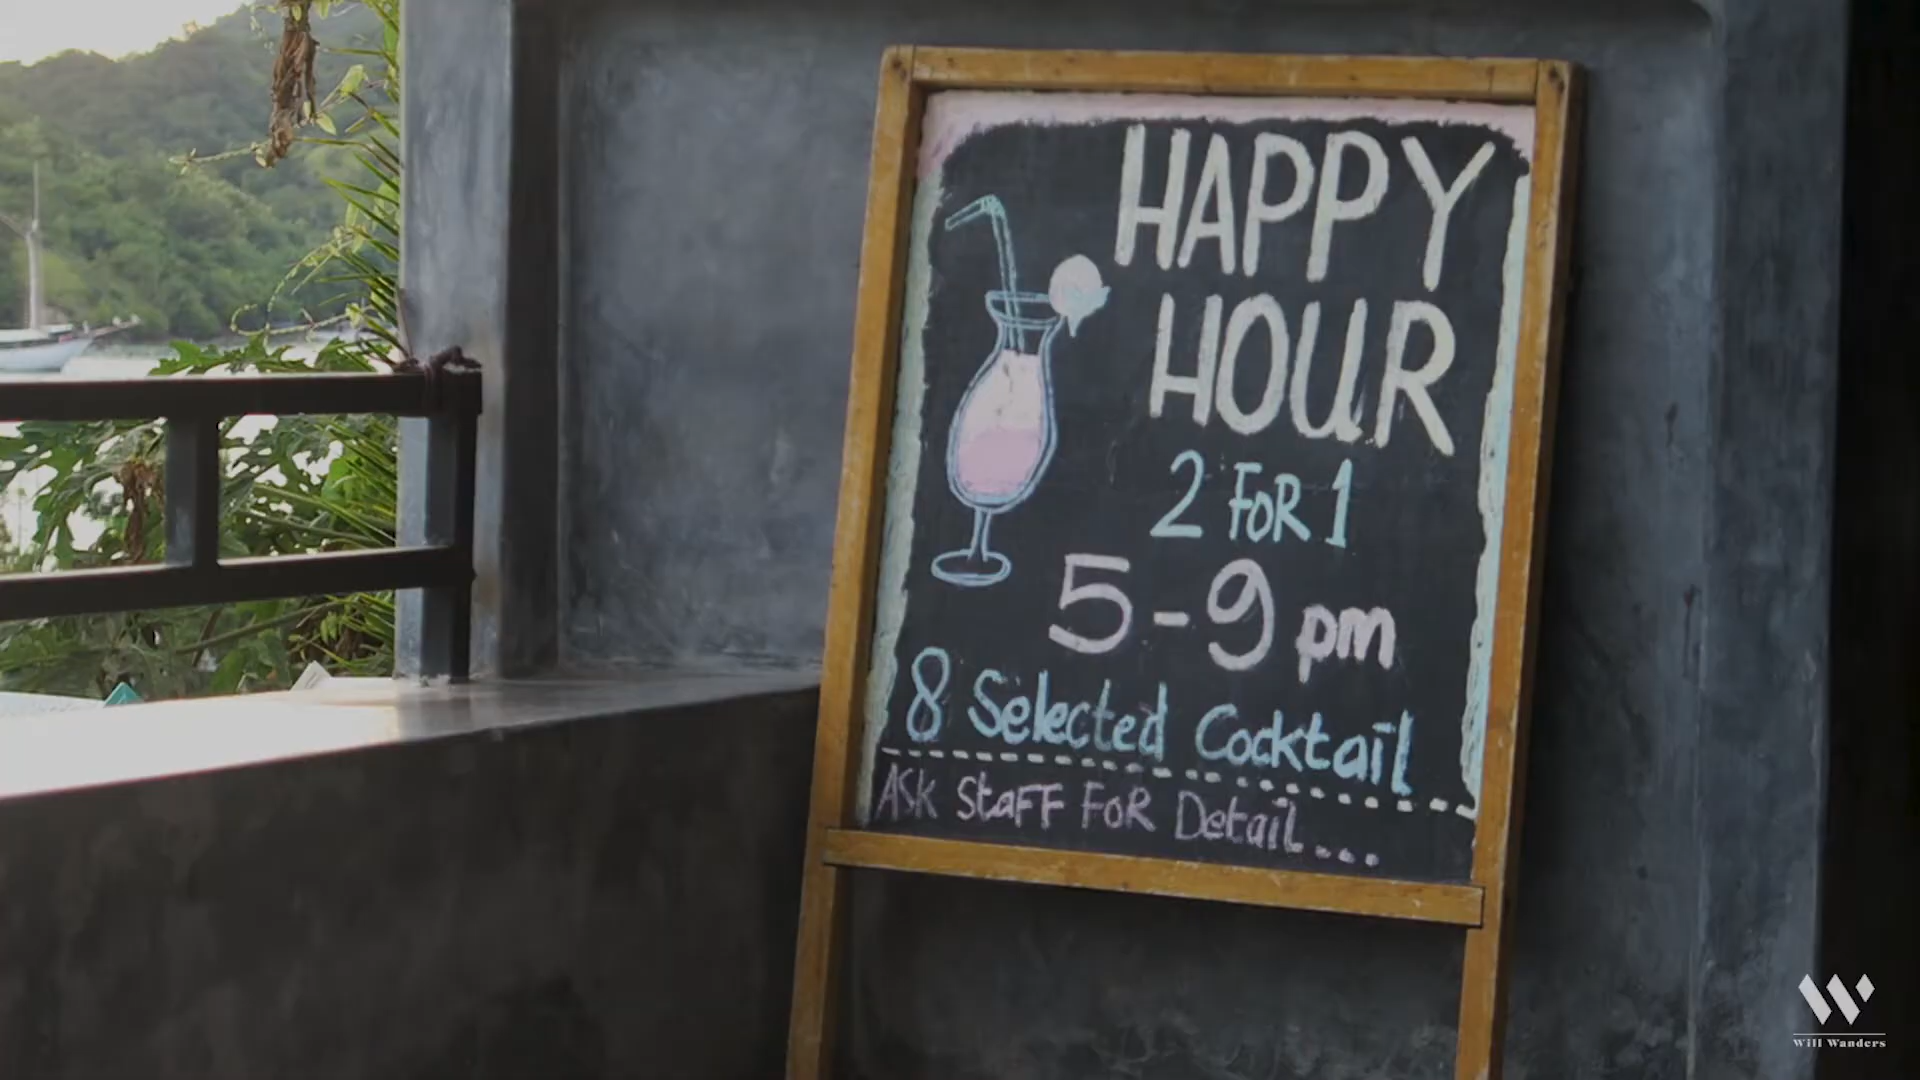 HAPPY
HOUR
2 FOR 1
5-9 pm
8 Selected Cocktail
ASK StaFF FOR Detail...
Will Wanders